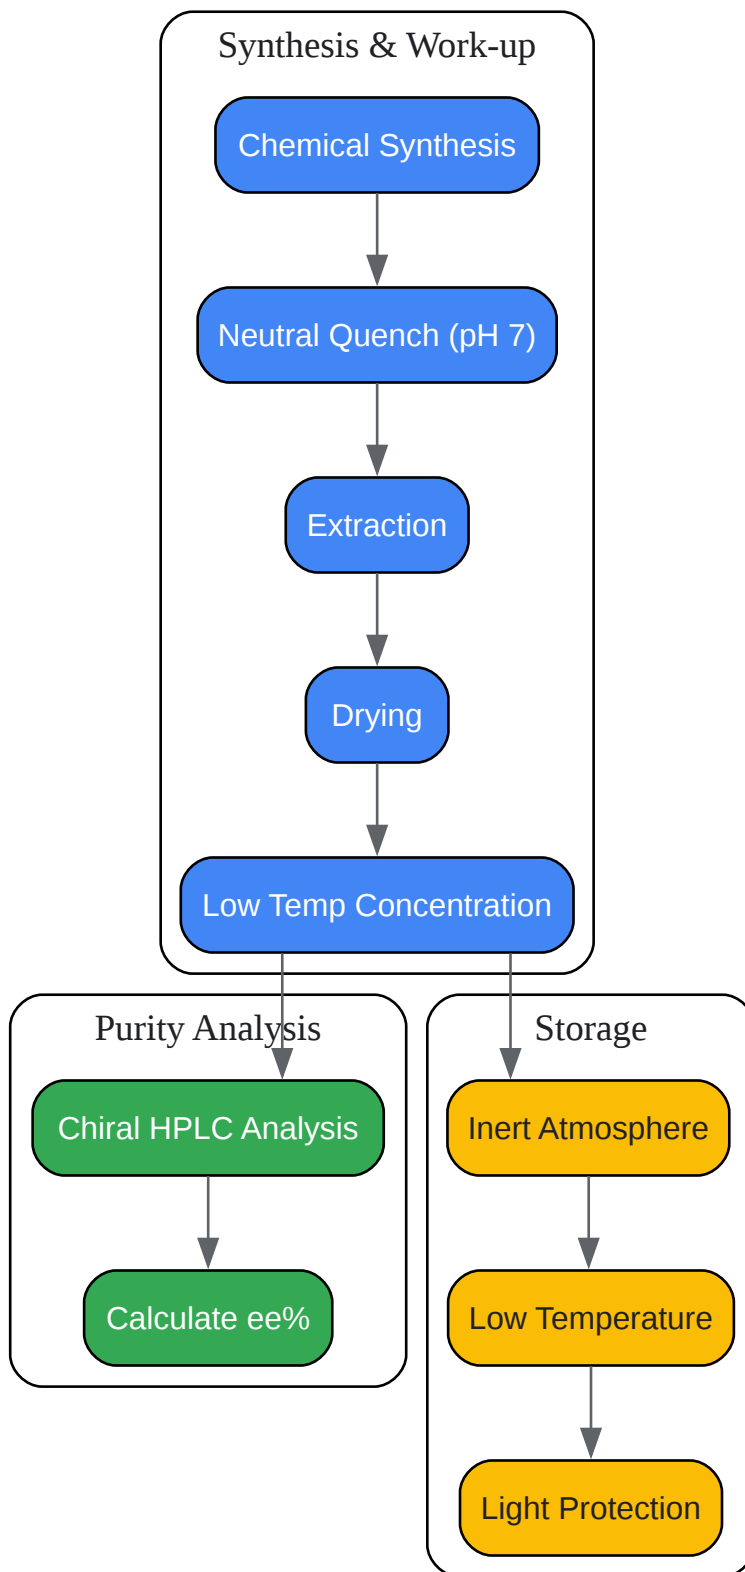 Synthesis & Work-up
Chemical Synthesis
Neutral Quench (pH 7)
Extraction
Drying
Low Temp Concentration
Purity Analysis
Chiral HPLC Analysis
Calculate ee%
Storage
Inert Atmosphere
Low Temperature
Light Protection